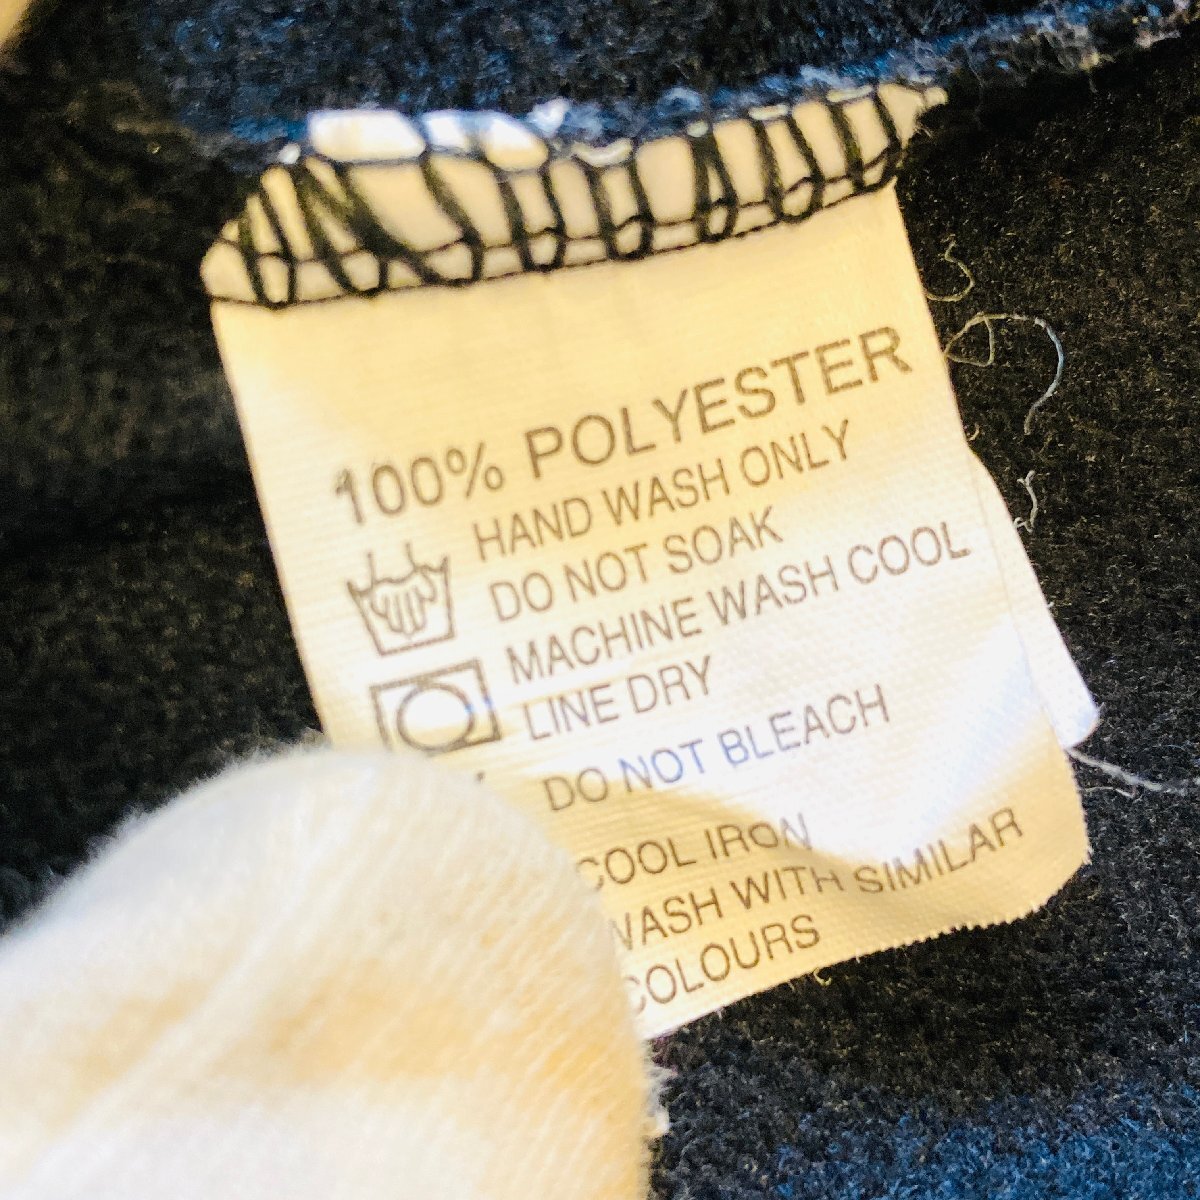 100% POLYESTER
HAND WASH ONLY
DO NOT SOAK
MACHINE WASH COOL
LINE DRY
DO NOT BLEACH
COOL IRON
WASH WITH SIMILAR
COLOURS